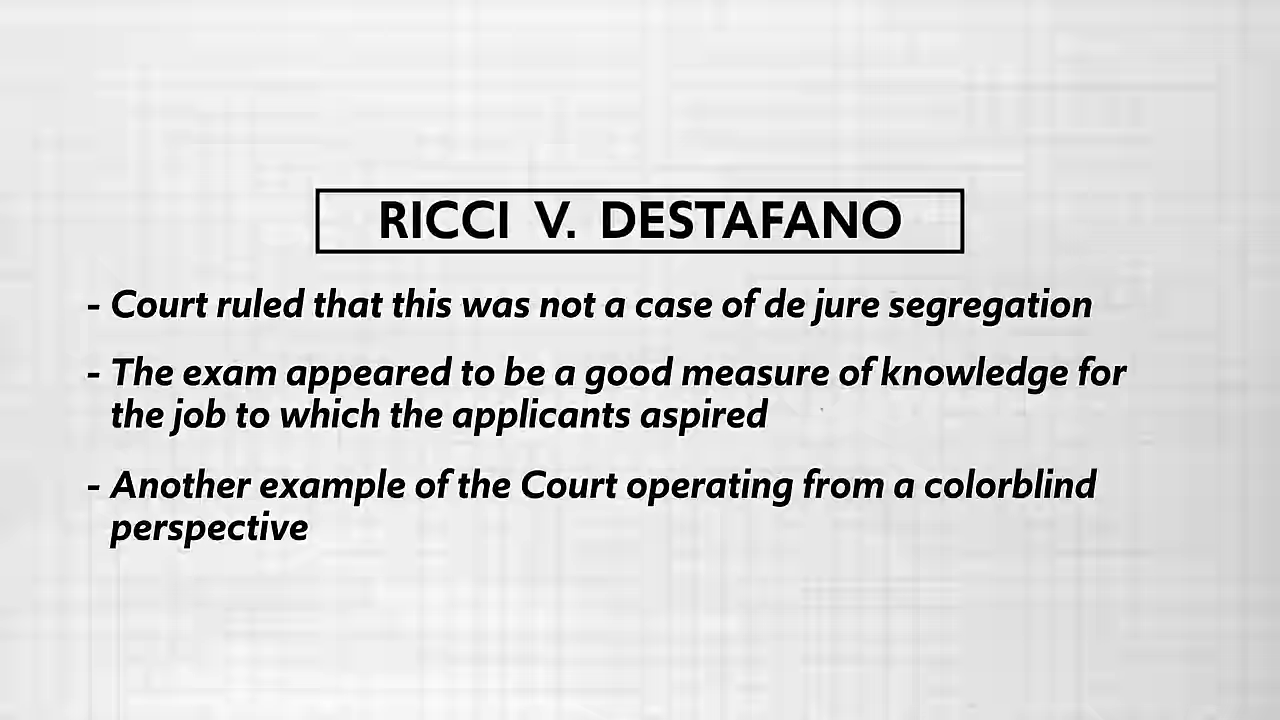 RICCI V. DESTAFANO
- Court ruled that this was not a case of de jure segregation
- The exam appeared to be a good measure of knowledge for
the job to which the applicants aspired
- Another example of the Court operating from a colorblind
perspective